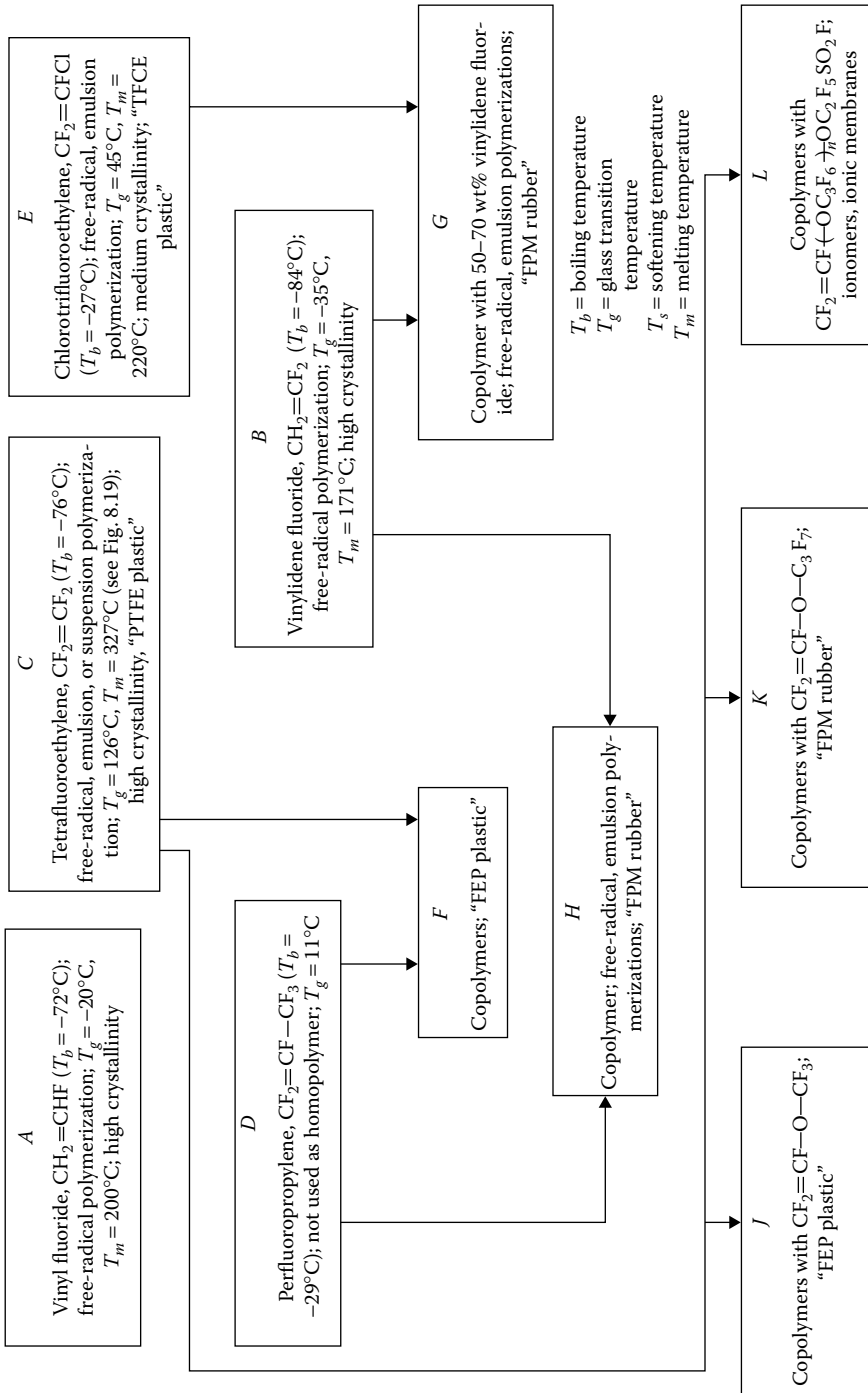 A
Vinyl fluoride, CH₂=CHF (T_b = −72°C);
free-radical polymerization; T_g = −20°C,
T_m = 200°C; high crystallinity
C
Tetrafluoroethylene, CF₂=CF₂ (T_b = −76°C);
free-radical, emulsion, or suspension polymeriza-
tion; T_g = 126°C, T_m = 327°C (see Fig. 8.19);
high crystallinity, “PTFE plastic”
E
Chlorotrifluoroethylene, CF₂=CFCl
(T_b = −27°C); free-radical, emulsion
polymerization; T_g = 45°C, T_m =
220°C; medium crystallinity; “TFCE
plastic”
D
Perfluoropropylene, CF₂=CF—CF₃ (T_b =
−29°C); not used as homopolymer; T_g = 11°C
B
Vinylidene fluoride, CH₂=CF₂ (T_b = −84°C);
free-radical polymerization; T_g = −35°C,
T_m = 171°C; high crystallinity
F
Copolymers; “FEP plastic”
G
Copolymer with 50–70 wt% vinylidene fluor-
ide; free-radical, emulsion polymerizations;
“FPM rubber”
H
Copolymer; free-radical, emulsion poly-
merizations; “FPM rubber”
T_b = boiling temperature
T_g = glass transition
temperature
T_s = softening temperature
T_m = melting temperature
J
Copolymers with CF₂=CF—O—CF₃;
“FEP plastic”
K
Copolymers with CF₂=CF—O—C₃F₇;
“FPM rubber”
L
Copolymers with
CF₂=CF(—OC₃F₆)ₙOC₂F₅SO₂F;
ionomers, ionic membranes